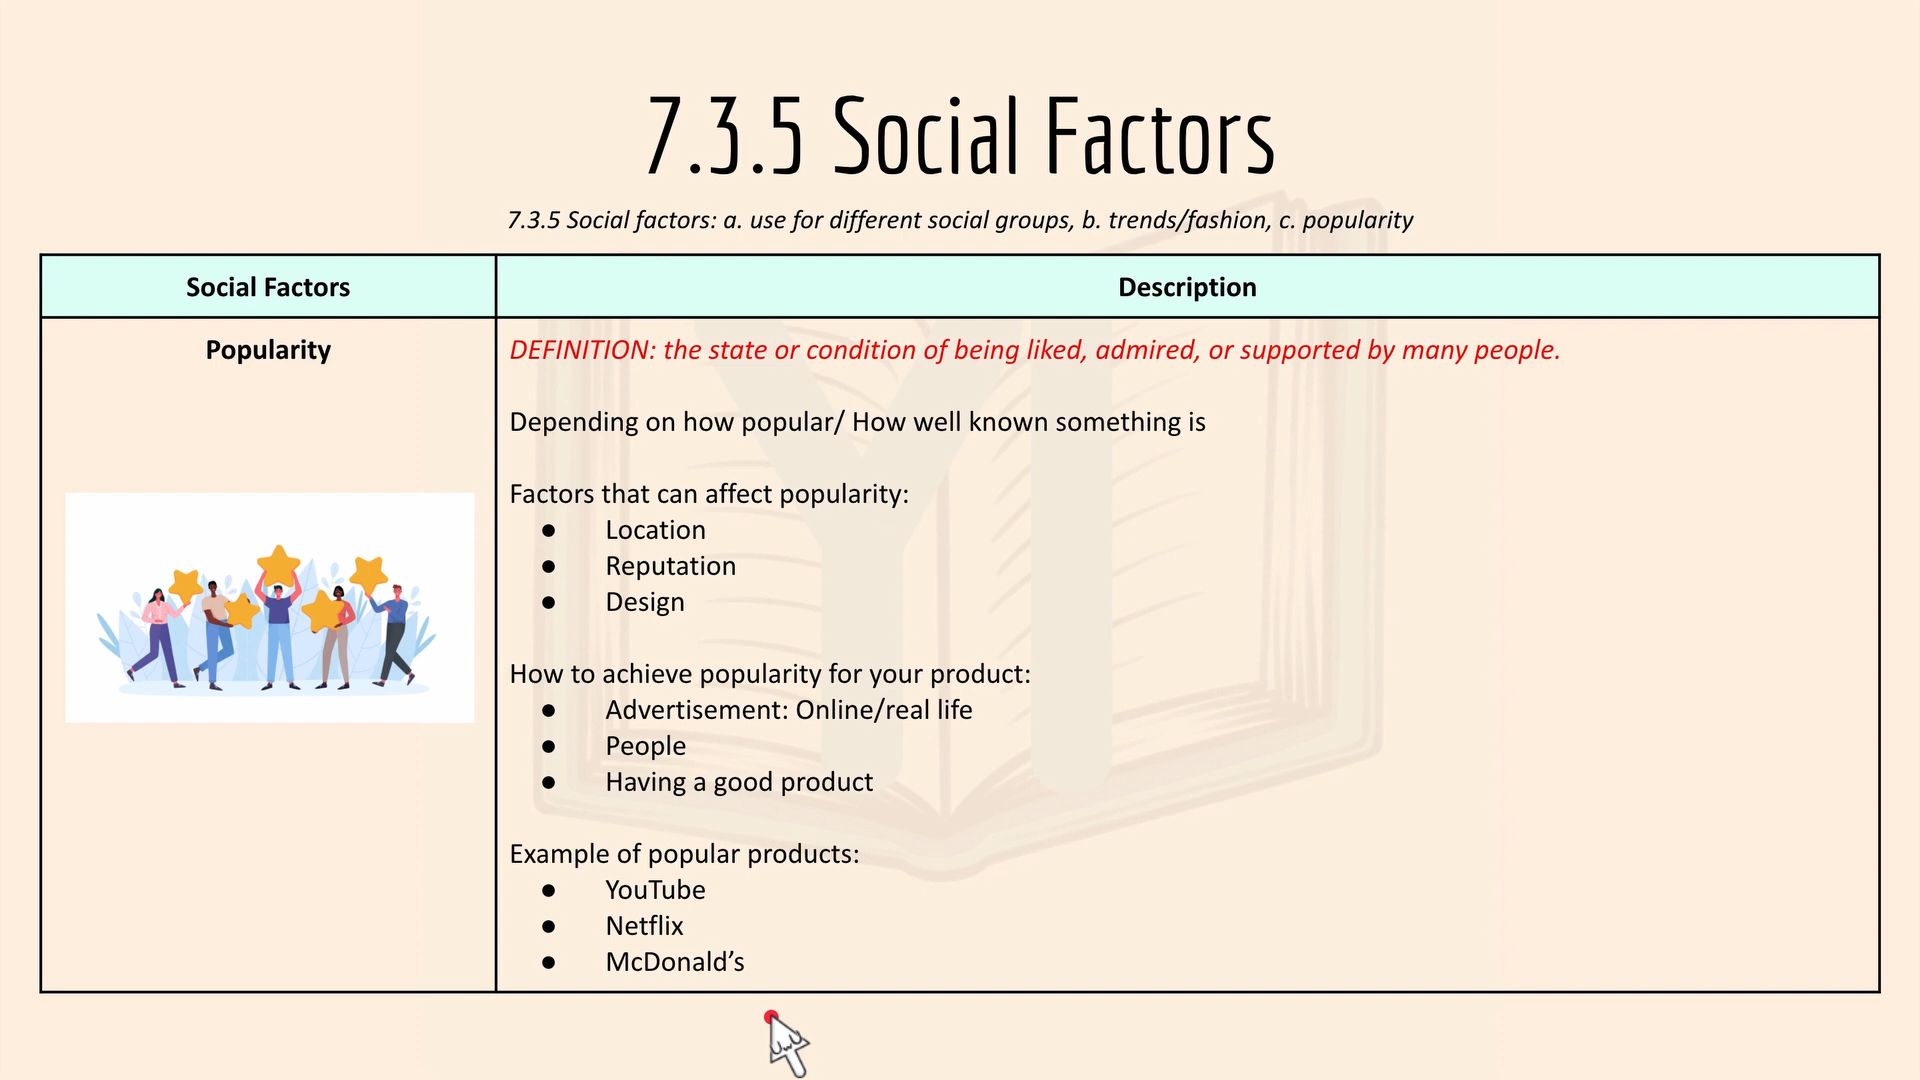 7.3.5 Social Factors
7.3.5 Social factors: a. use for different social groups, b. trends/fashion, c. popularity
Social Factors
Description
Popularity
DEFINITION: the state or condition of being liked, admired, or supported by many people.
Depending on how popular/ How well known something is
Factors that can affect popularity:
● Location
● Reputation
● Design
How to achieve popularity for your product:
● Advertisement: Online/real life
● People
● Having a good product
Example of popular products:
● YouTube
● Netflix
● McDonald’s
YI